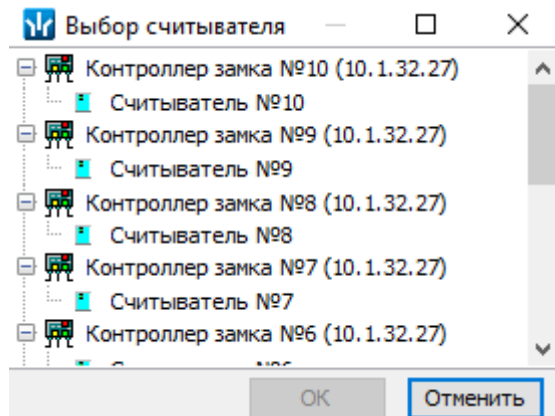 Выбор считывателя
Контроллер замка №10 (10.1.32.27)
Считыватель №10
Контроллер замка №9 (10.1.32.27)
Считыватель №9
Контроллер замка №8 (10.1.32.27)
Считыватель №8
Контроллер замка №7 (10.1.32.27)
Считыватель №7
Контроллер замка №6 (10.1.32.27)
ОК
Отменить